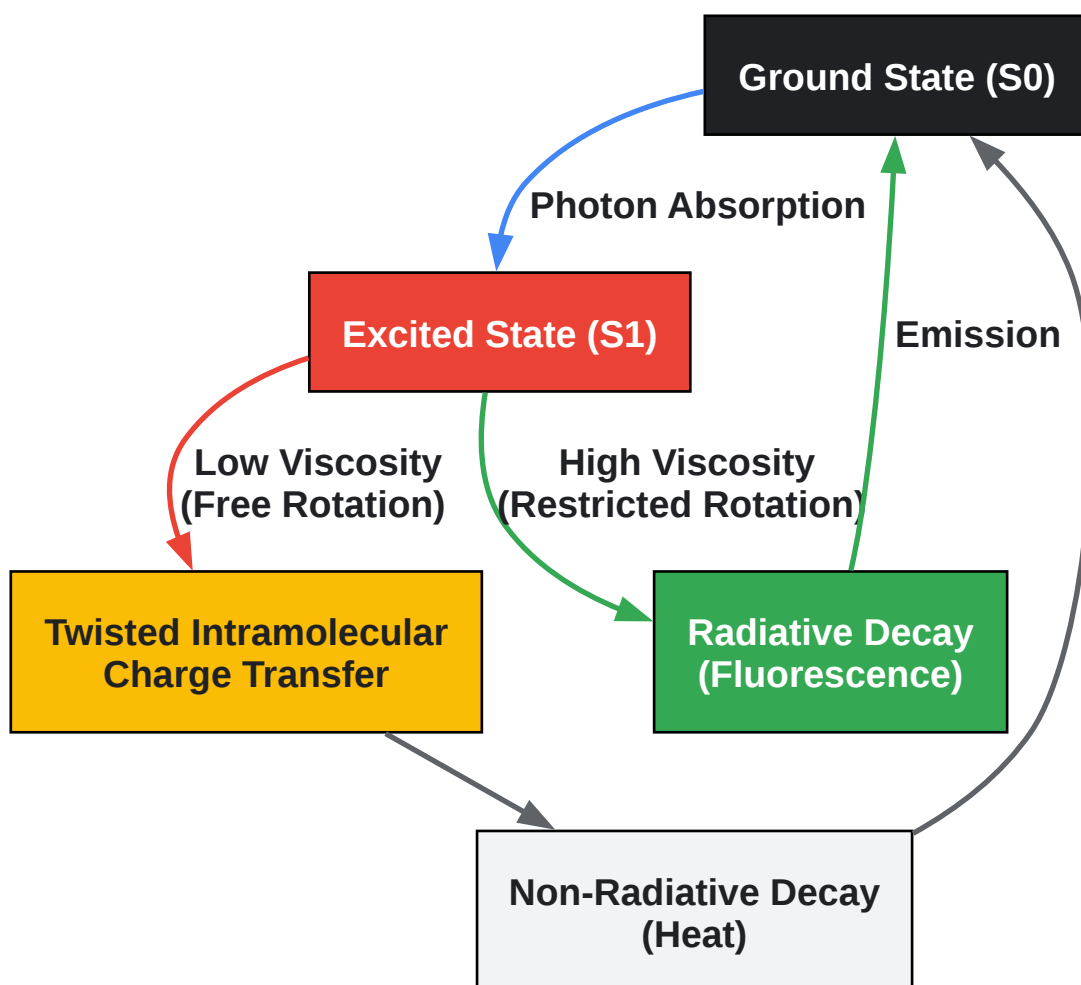 Ground State (S0)
Photon Absorption
Excited State (S1)
Emission
Low Viscosity
(Free Rotation)
High Viscosity
(Restricted Rotation)
Twisted Intramolecular
Charge Transfer
Radiative Decay
(Fluorescence)
Non-Radiative Decay
(Heat)